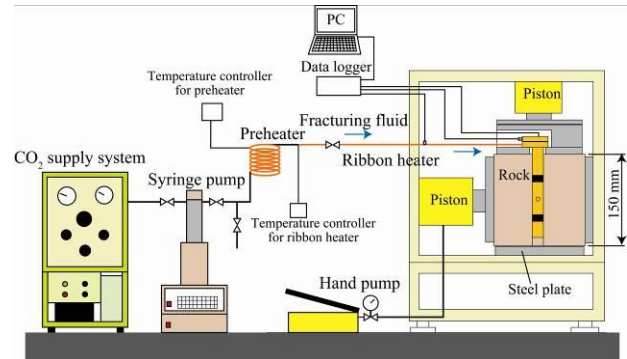 PC
Data logger
Temperature controller
for preheater
Piston
Fracturing fluid
Preheater
Ribbon heater
CO2 supply system
Syringe pump
Rock
150 mm
Piston
Temperature controller
for ribbon heater
Hand pump
Steel plate